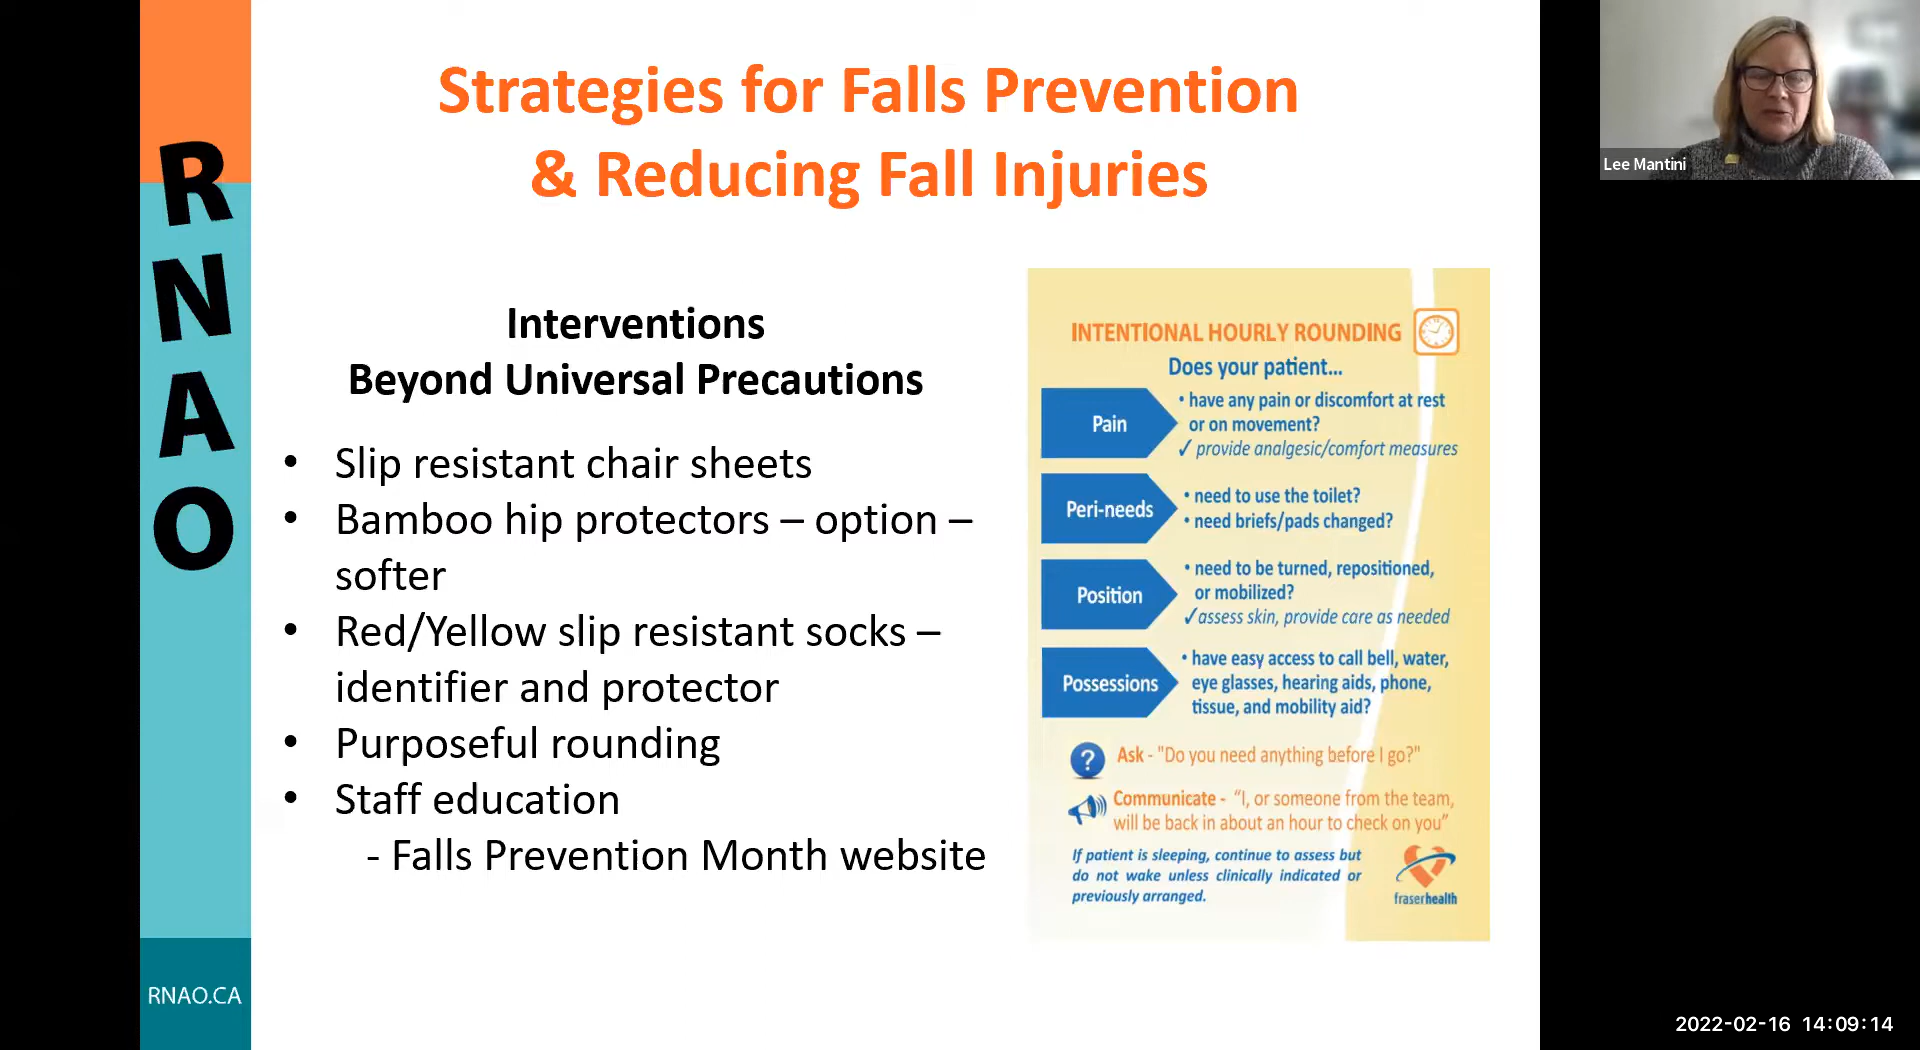 Strategies for Falls Prevention
& Reducing Fall Injuries
R
N
A
O
RNAO.CA
Interventions
Beyond Universal Precautions
• Slip resistant chair sheets
• Bamboo hip protectors – option –
softer
• Red/Yellow slip resistant socks –
identifier and protector
• Purposeful rounding
• Staff education
- Falls Prevention Month website
INTENTIONAL HOURLY ROUNDING
Does your patient...
Pain
• have any pain or discomfort at rest
or on movement?
✓ provide analgesic/comfort measures
Peri-needs
• need to use the toilet?
• need briefs/pads changed?
Position
• need to be turned, repositioned,
or mobilized?
✓assess skin, provide care as needed
Possessions
• have easy access to call bell, water,
eye glasses, hearing aids, phone,
tissue, and mobility aid?
? Ask - "Do you need anything before I go?"
Communicate - “I, or someone from the team,
will be back in about an hour to check on you”
If patient is sleeping, continue to assess but
do not wake unless clinically indicated or
previously arranged.
fraserhealth
Lee Mantini
2022-02-16 14:09:14